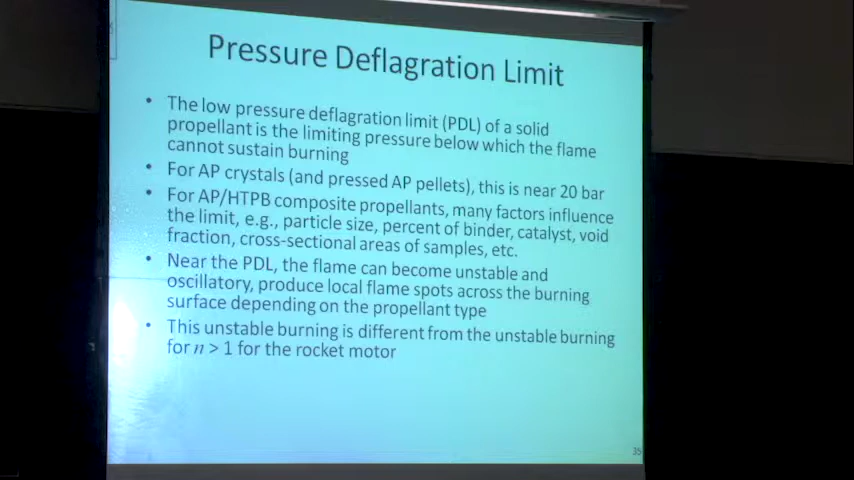 Pressure Deflagration Limit
• The low pressure deflagration limit (PDL) of a solid
propellant is the limiting pressure below which the flame
cannot sustain burning
• For AP crystals (and pressed AP pellets), this is near 20 bar
• For AP/HTPB composite propellants, many factors influence
the limit, e.g., particle size, percent of binder, catalyst, void
fraction, cross-sectional areas of samples, etc.
• Near the PDL, the flame can become unstable and
oscillatory, produce local flame spots across the burning
surface depending on the propellant type
• This unstable burning is different from the unstable burning
for n > 1 for the rocket motor
35